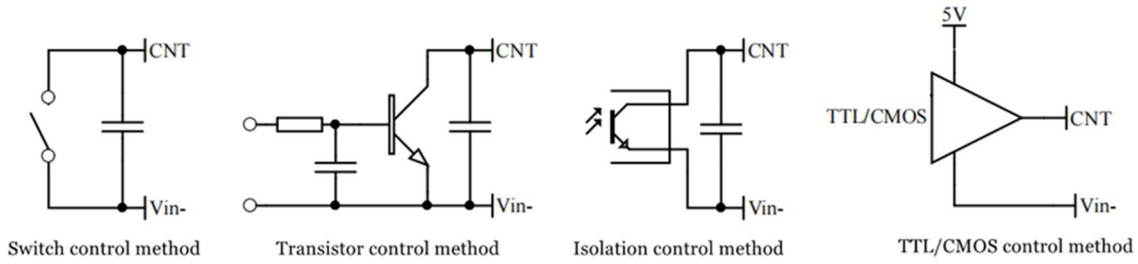 5V
CNT
CNT
CNT
TTL/CMOS
CNT
Vin-
Vin-
Vin-
Vin-
Switch control method
Transistor control method
Isolation control method
TTL/CMOS control method